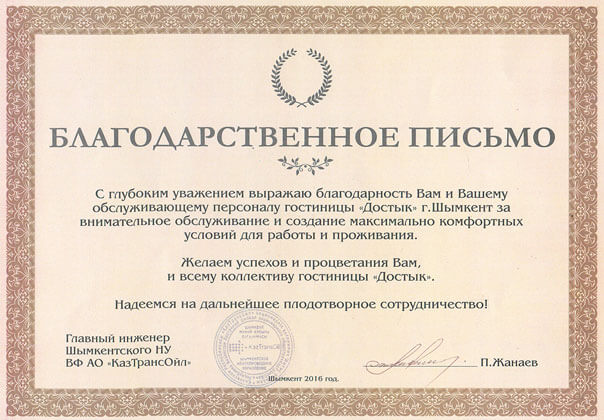 БЛАГОДАРСТВЕННОЕ ПИСЬМО
С глубоким уважением выражаю благодарность Вам и Вашему
обслуживающему персоналу гостиницы «Достык» г.Шымкент за
внимательное обслуживание и создание максимально комфортных
условий для работы и проживания.
Желаем успехов и процветания Вам,
и всему коллективу гостиницы "Достык".
Надеемся на дальнейшее плодотворное сотрудничество!
Главный инженер
Шымкентского НУ
ВФ АО «КазТрансОйл»
КазТрансОйл
П.Жанаев
Шымкент 2016 год.